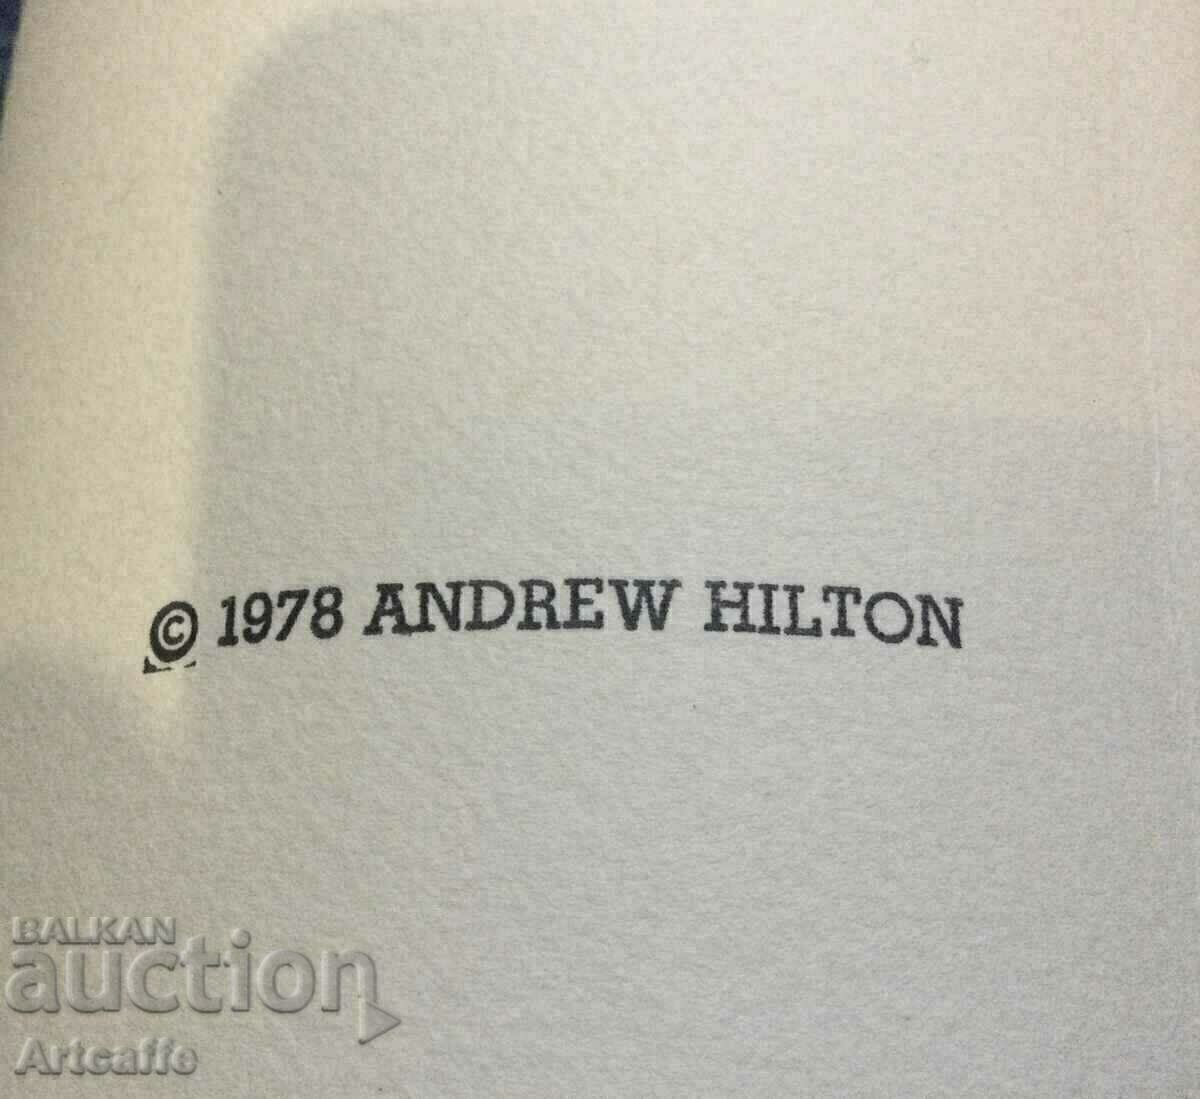 © 1978 ANDREW HILTON
BALKAN
auction
Artcaffe